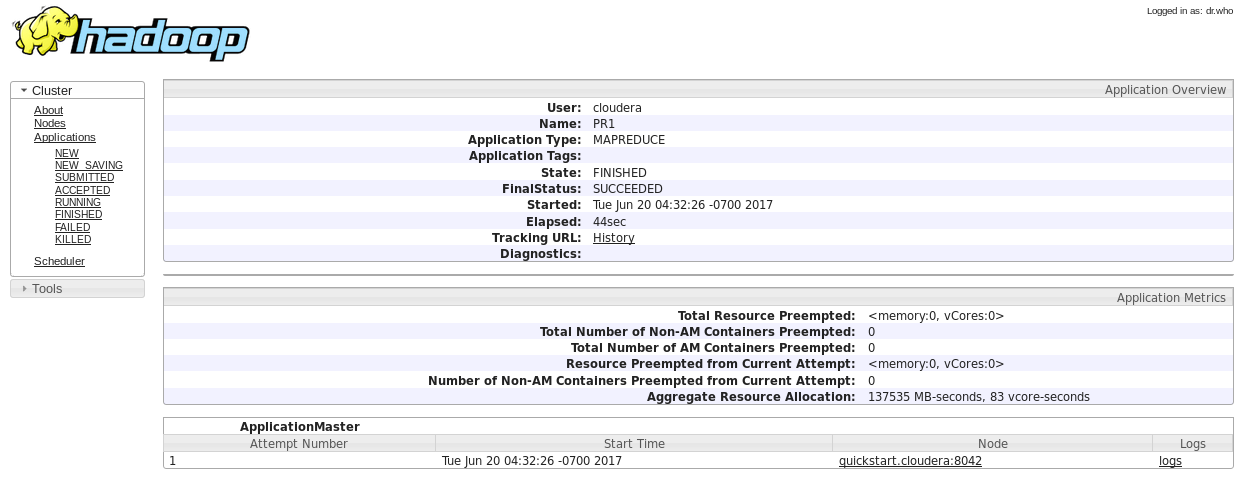 Logged in as: dr.who
hadoop
Cluster
About
Nodes
Applications
NEW
NEW_SAVING
SUBMITTED
ACCEPTED
RUNNING
FINISHED
FAILED
KILLED
Scheduler
Tools
Application Overview
User: cloudera
Name: PR1
Application Type: MAPREDUCE
Application Tags:
State: FINISHED
FinalStatus: SUCCEEDED
Started: Tue Jun 20 04:32:26 -0700 2017
Elapsed: 44sec
Tracking URL: History
Diagnostics:
Application Metrics
Total Resource Preempted: <memory:0, vCores:0>
Total Number of Non-AM Containers Preempted: 0
Total Number of AM Containers Preempted: 0
Resource Preempted from Current Attempt: <memory:0, vCores:0>
Number of Non-AM Containers Preempted from Current Attempt: 0
Aggregate Resource Allocation: 137535 MB-seconds, 83 vcore-seconds
ApplicationMaster
Attempt Number Start Time Node Logs
1 Tue Jun 20 04:32:26 -0700 2017 quickstart.cloudera:8042 logs